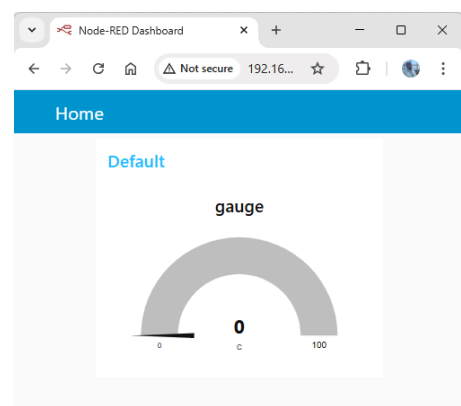 Node-RED Dashboard
Not secure 192.16...
Home
Default
gauge
0
0 C 100